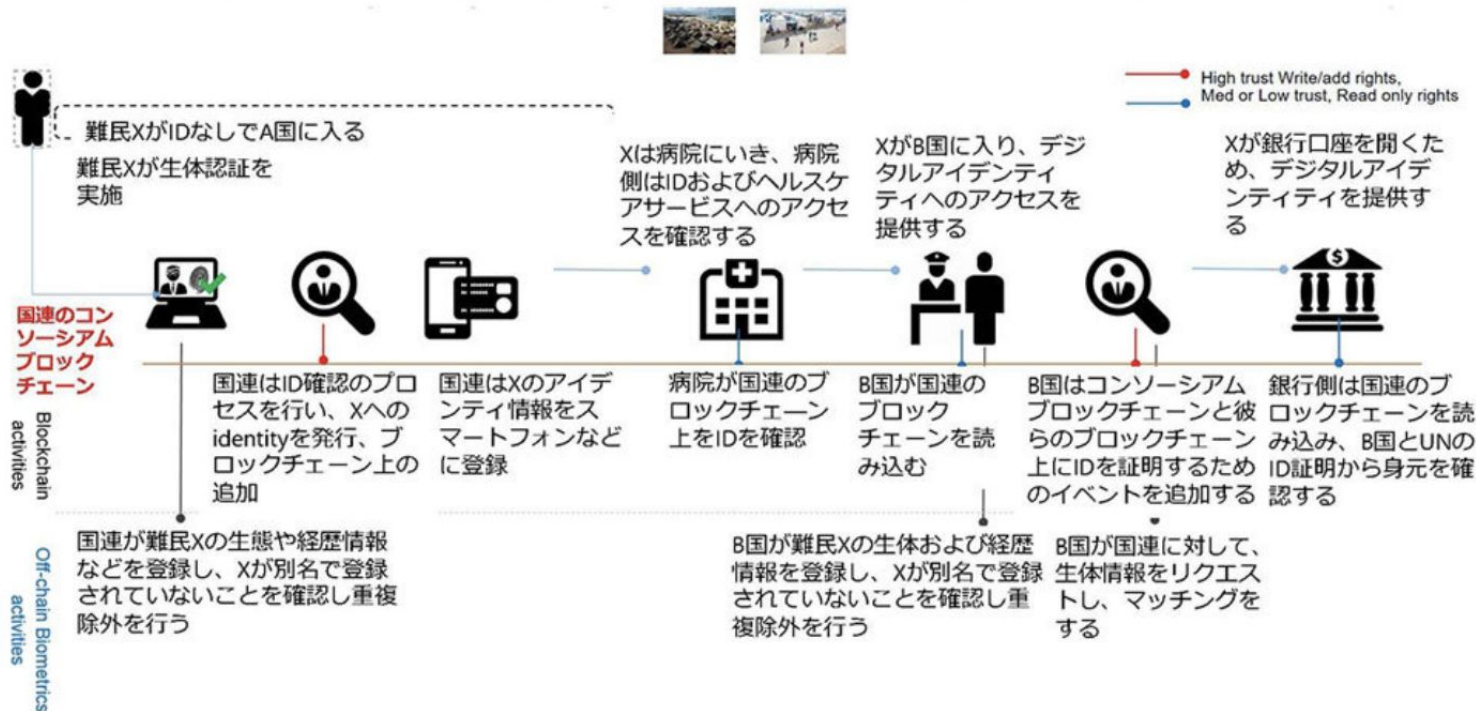 High trust Write/add rights,
Med or Low trust, Read only rights
難民XがIDなしでA国に入る
難民Xが生体認証を
実施
Xは病院にいき、病院
側はIDおよびヘルスケ
アサービスへのアクセ
スを確認する
XがB国に入り、デジ
タルアイデンティ
ティへのアクセスを
提供する
Xが銀行口座を開くた
め、デジタルアイデ
ンティティを提供す
る
国連のコン
ソーシアム
ブロック
チェーン
Blockchain
activities
国連はID確認のプロ
セスを行い、Xへの
identityを発行、ブ
ロックチェーン上の
追加
国連はXのアイデ
ンティ情報をス
マートフォンなど
に登録
病院が国連のブ
ロックチェーン
上をIDを確認
B国が国連の
ブロック
チェーンを読
み込む
B国はコンソーシアム
ブロックチェーンと彼
らのブロックチェーン
上にIDを証明するため
のイベントを追加する
銀行側は国連のブ
ロックチェーンを読
み込み、B国とUNの
ID証明から身元を確
認する
Off-chain Biometrics
activities
国連が難民Xの生態や経歴情報
などを登録し、Xが別名で登録
されていないことを確認し重複
除外を行う
B国が難民Xの生体および経歴
情報を登録し、Xが別名で登録
されていないことを確認し重
複除外を行う
B国が国連に対して、
生体情報をリクエス
トし、マッチングを
する
$